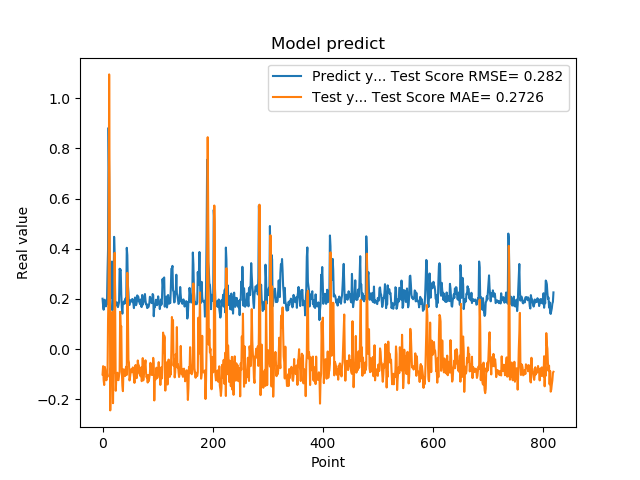 Model predict
Predict y... Test Score RMSE= 0.282
Test y... Test Score MAE= 0.2726
1.0
0.8
0.6
0.4
0.2
0.0
−0.2
Real value
0 200 400 600 800
Point